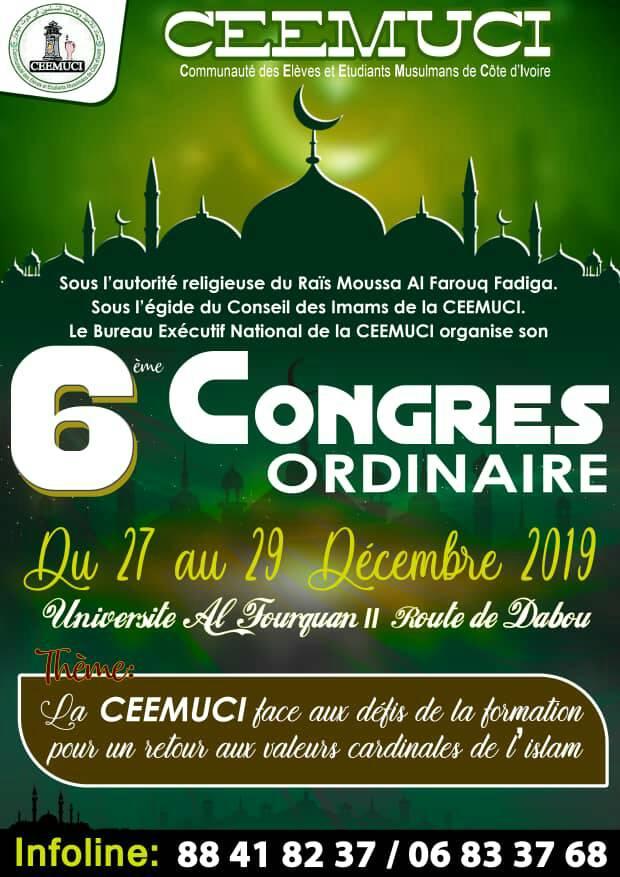 CEEMUCI
CEEMUCI
Communauté des Elèves et Etudiants Musulmans de Côte d'Ivoire
Sous l'autorité religieuse du Raïs Moussa Al Farouq Fadiga.
Sous l'égide du Conseil des Imams de la CEEMUCI.
Le Bureau Exécutif National de la CEEMUCI organise son
6ème CONGRES
ORDINAIRE
Du 27 au 29 Décembre 2019
Universite Al Fourquan II Route de Dabou
Thème:
La CEEMUCI face aux défis de la formation
pour un retour aux valeurs cardinales de l'islam
Infoline: 88 41 82 37 / 06 83 37 68